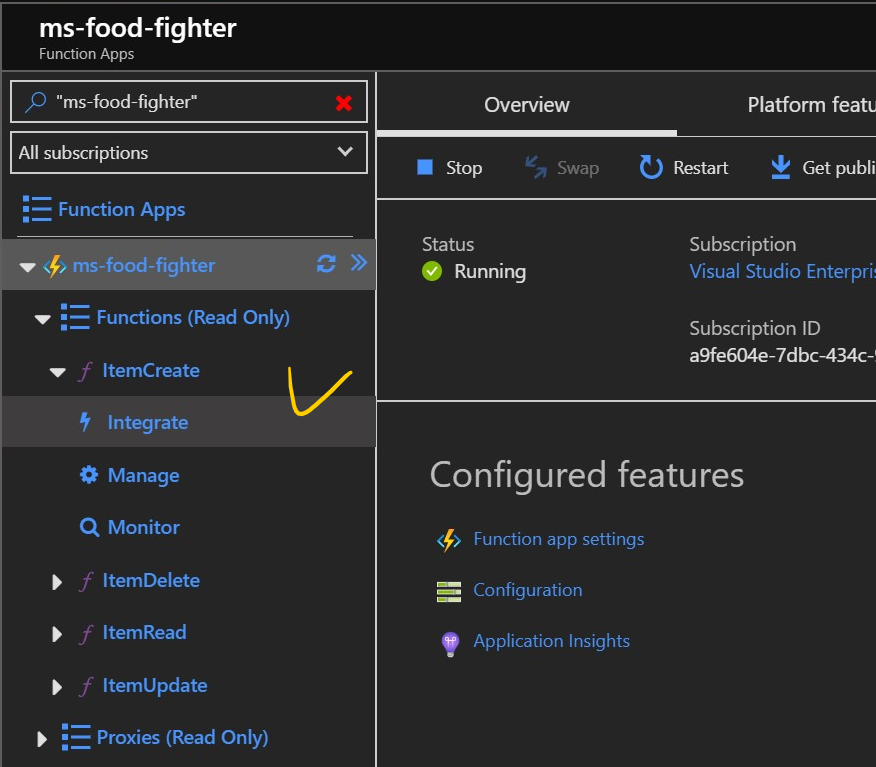 ms-food-fighter
Function Apps
"ms-food-fighter"
All subscriptions
Function Apps
ms-food-fighter
Functions (Read Only)
ItemCreate
Integrate
Manage
Monitor
ItemDelete
ItemRead
ItemUpdate
Proxies (Read Only)
Overview
Platform featu
Stop
Swap
Restart
Get publi
Status
Running
Subscription
Visual Studio Enterpris
Subscription ID
a9fe604e-7dbc-434c-
Configured features
Function app settings
Configuration
Application Insights